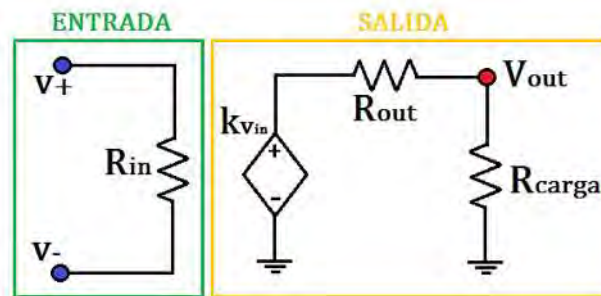 ENTRADA
SALIDA
V+
V-
Rin
kvin
+
-
Rout
Vout
Rcarga